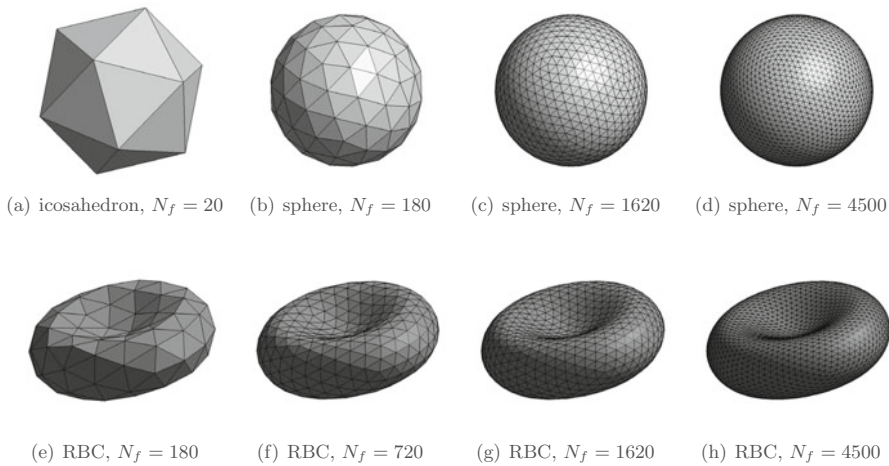 (a) icosahedron, N_f = 20
(b) sphere, N_f = 180
(c) sphere, N_f = 1620
(d) sphere, N_f = 4500
(e) RBC, N_f = 180
(f) RBC, N_f = 720
(g) RBC, N_f = 1620
(h) RBC, N_f = 4500